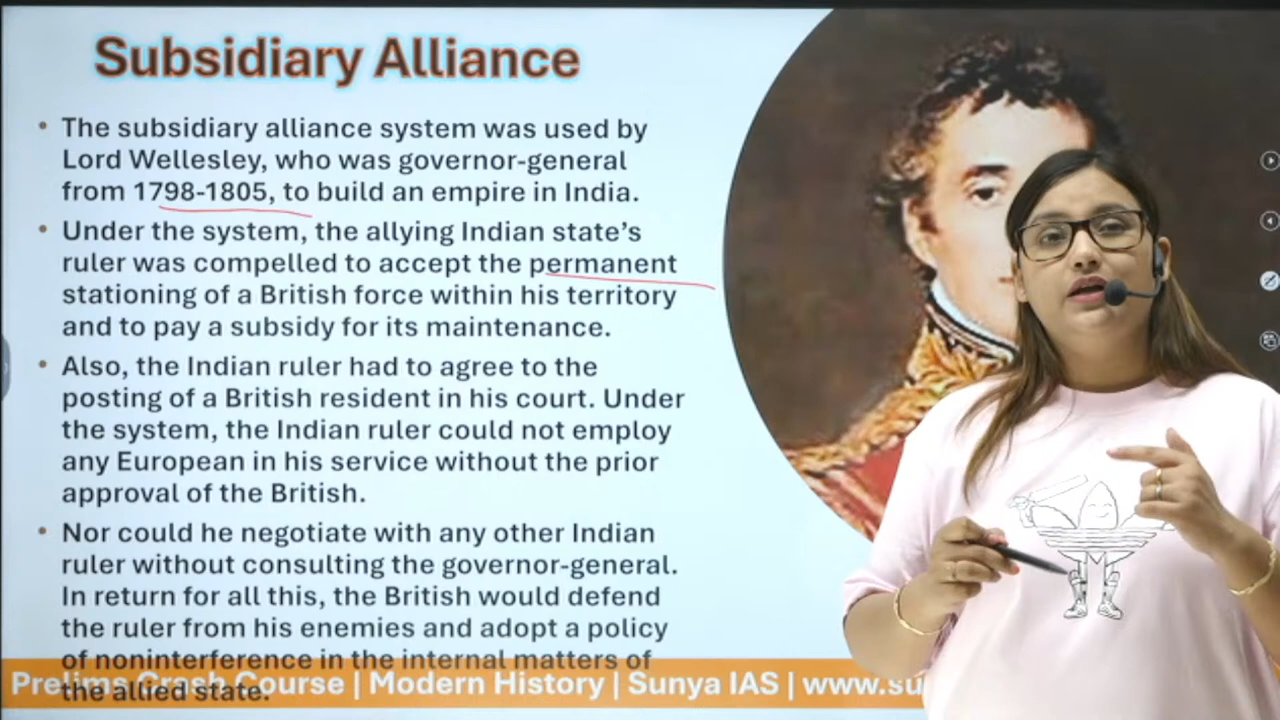 Subsidiary Alliance
• The subsidiary alliance system was used by
Lord Wellesley, who was governor-general
from 1798-1805, to build an empire in India.
• Under the system, the allying Indian state's
ruler was compelled to accept the permanent
stationing of a British force within his territory
and to pay a subsidy for its maintenance.
• Also, the Indian ruler had to agree to the
posting of a British resident in his court. Under
the system, the Indian ruler could not employ
any European in his service without the prior
approval of the British.
• Nor could he negotiate with any other Indian
ruler without consulting the governor-general.
In return for all this, the British would defend
the ruler from his enemies and adopt a policy
of noninterference in the internal matters of
the allied state.
Prelims Crash Course | Modern History | Sunya IAS | www.su